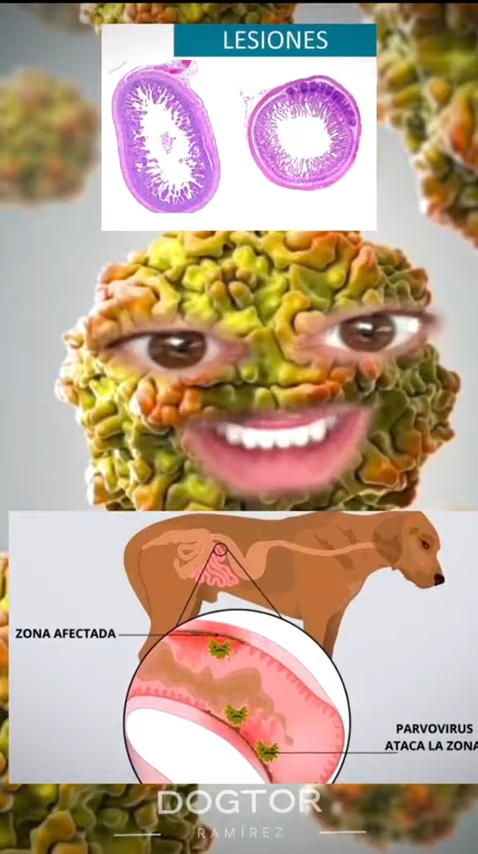 LESIONES
ZONA AFECTADA
PARVOVIRUS
ATACA LA ZONA
DOGTOR
RAMÍREZ